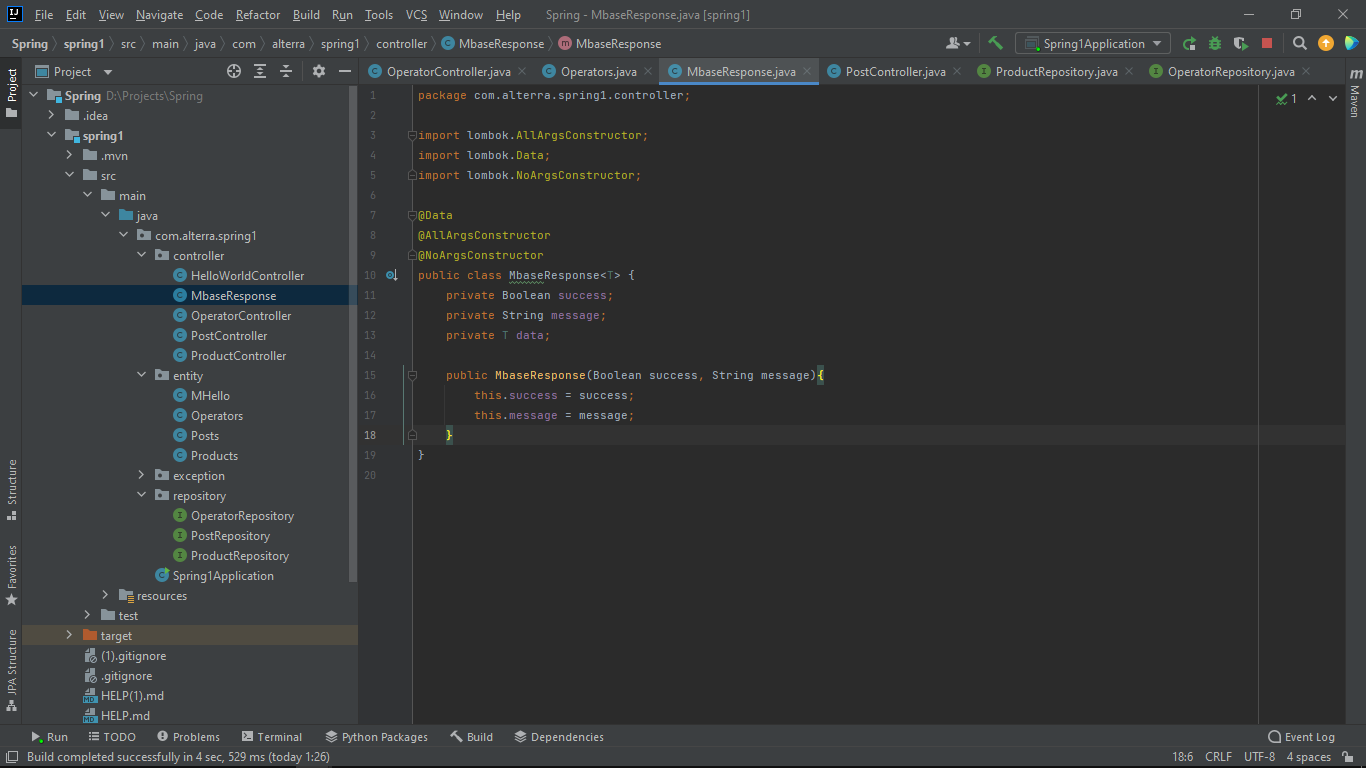 File Edit View Navigate Code Refactor Build Run Tools VCS Window Help Spring - MbaseResponse.java [spring1]
Spring spring1 src main java com alterra spring1 controller MbaseResponse MbaseResponse Spring1Application
Project
OperatorController.java Operators.java MbaseResponse.java PostController.java ProductRepository.java OperatorRepository.java
Project
Structure
Favorites
JPA Structure
Spring D:\Projects\Spring
.idea
spring1
.mvn
src
main
java
com.alterra.spring1
controller
HelloWorldController
MbaseResponse
OperatorController
PostController
ProductController
entity
MHello
Operators
Posts
Products
exception
repository
OperatorRepository
PostRepository
ProductRepository
Spring1Application
resources
test
target
(1).gitignore
.gitignore
HELP(1).md
HELP.md
1 package com.alterra.spring1.controller;
2
3 import lombok.AllArgsConstructor;
4 import lombok.Data;
5 import lombok.NoArgsConstructor;
6
7 @Data
8 @AllArgsConstructor
9 @NoArgsConstructor
10 public class MbaseResponse<T> {
11 private Boolean success;
12 private String message;
13 private T data;
14
15 public MbaseResponse(Boolean success, String message){
16 this.success = success;
17 this.message = message;
18 }
19 }
20
1
m
Maven
Run TODO Problems Terminal Python Packages Build Dependencies Event Log
Build completed successfully in 4 sec, 529 ms (today 1:26) 18:6 CRLF UTF-8 4 spaces